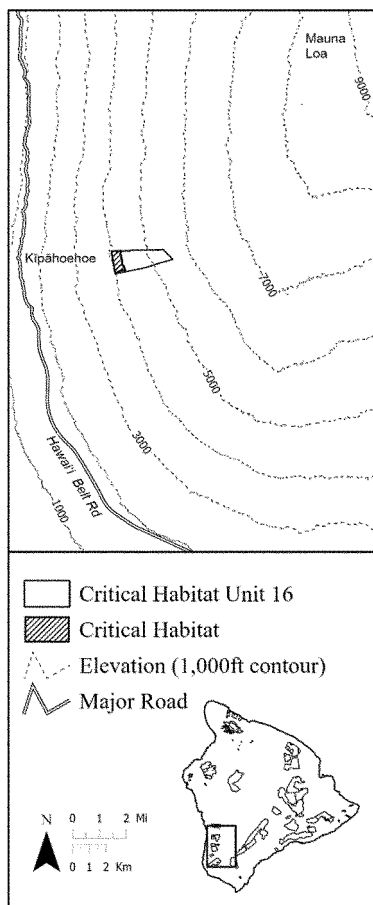 Mauna
Loa
9000
Kīpāhoehoe
7000
5000
3000
Hawai'i Belt Rd
1000
Critical Habitat Unit 16
Critical Habitat
Elevation (1,000ft contour)
Major Road
N
0 1 2 Mi
0 1 2 Km